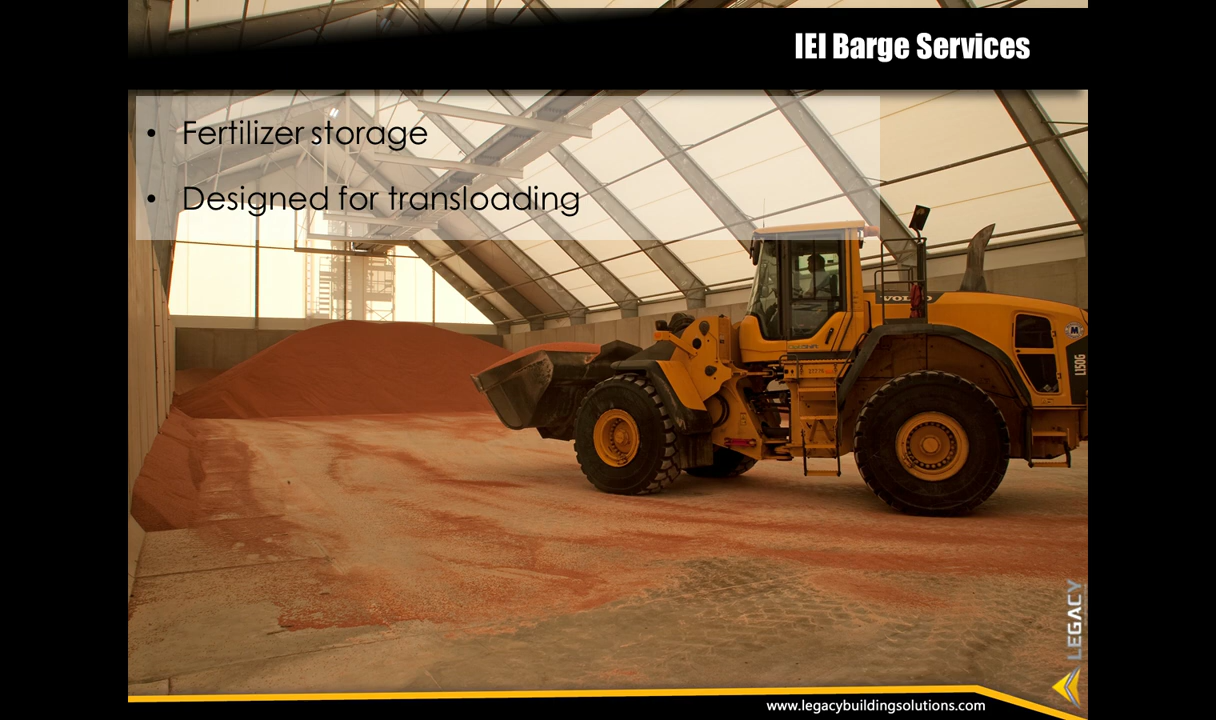 IEI Barge Services
• Fertilizer storage
• Designed for transloading
VOLVO
M
L150G
LEGACY
www.legacybuildingsolutions.com